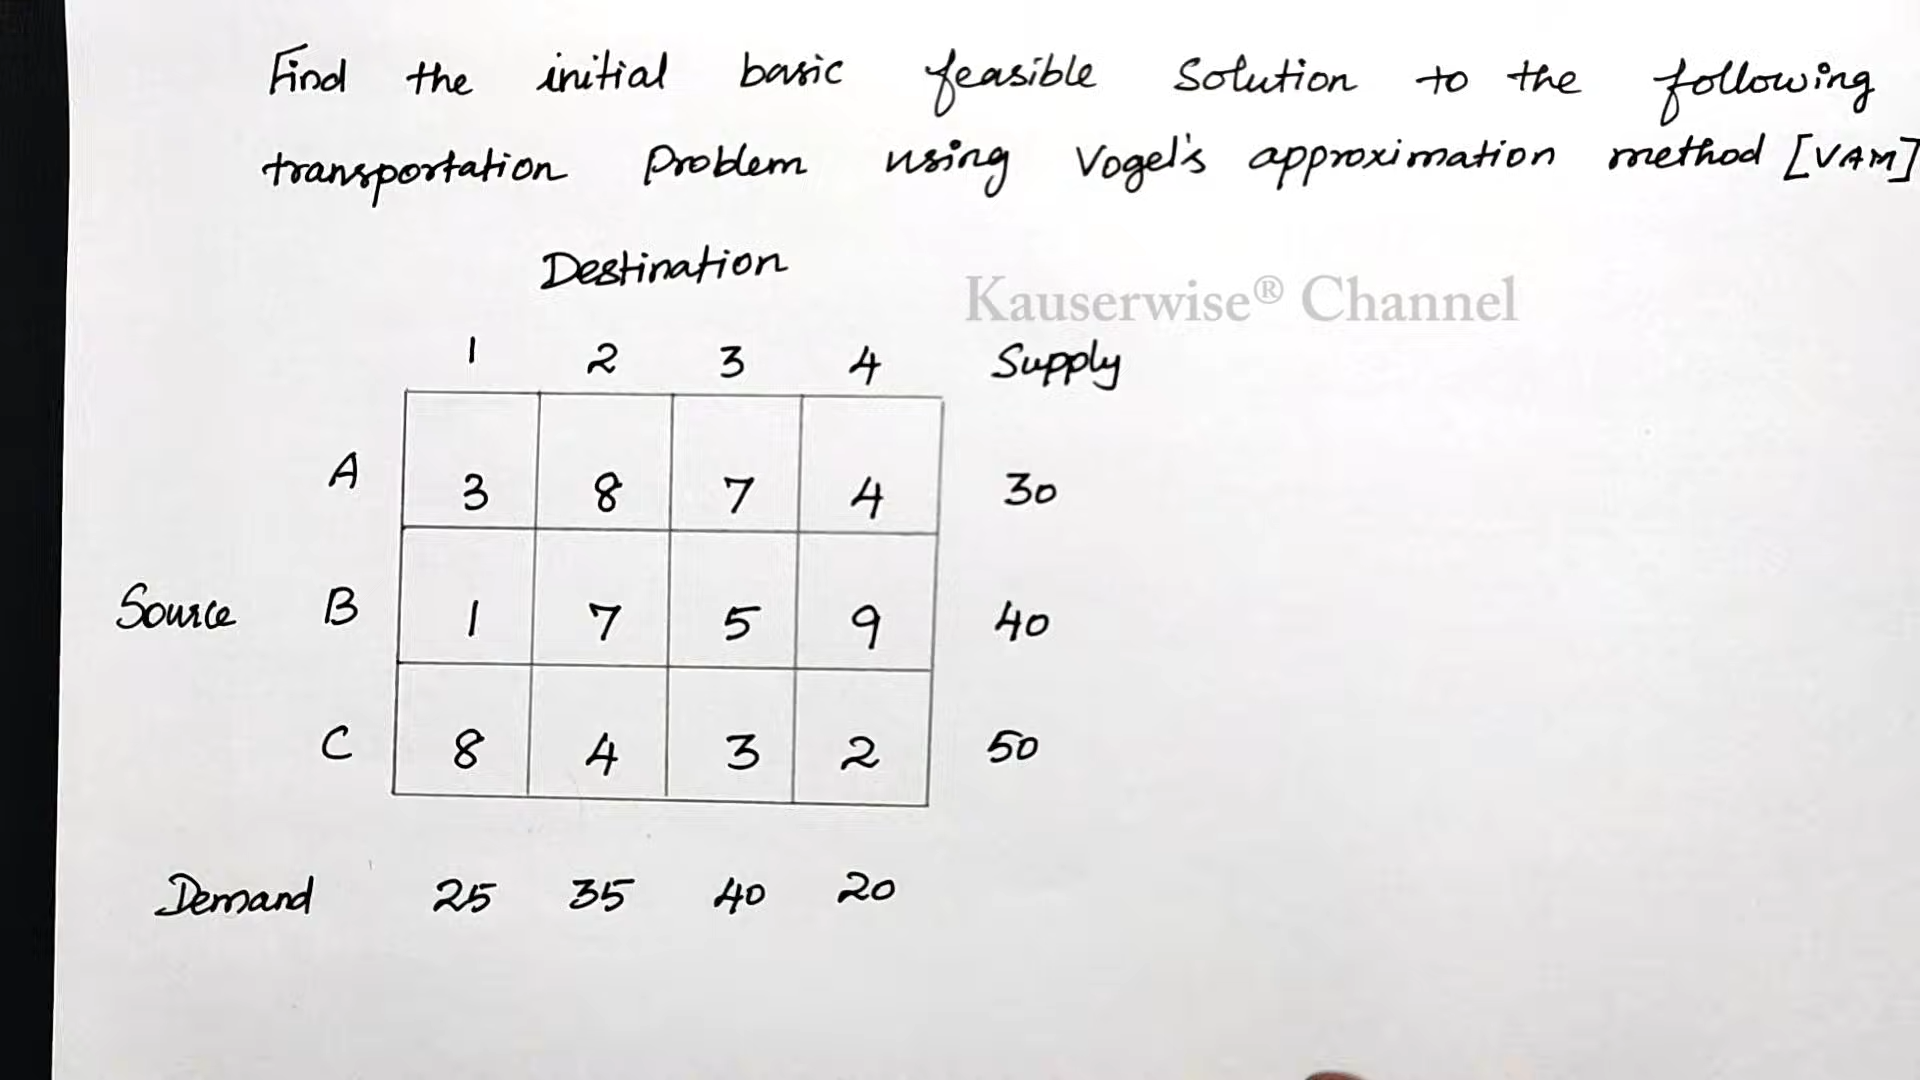 Find the initial basic feasible Solution to the following
transportation Problem using Vogel's approximation method [VAM]
Destination
Kauserwise® Channel
1 2 3 4 Supply
A 3 8 7 4 30
Source B 1 7 5 9 40
C 8 4 3 2 50
Demand 25 35 40 20